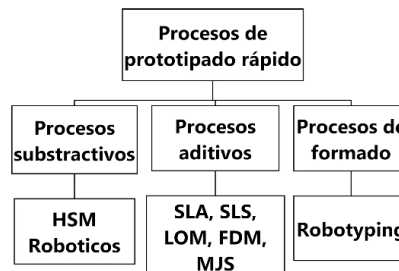 Procesos de
prototipado rápido
Procesos
substractivos
Procesos
aditivos
Procesos de
formado
HSM
Roboticos
SLA, SLS,
LOM, FDM,
MJS
Robotyping